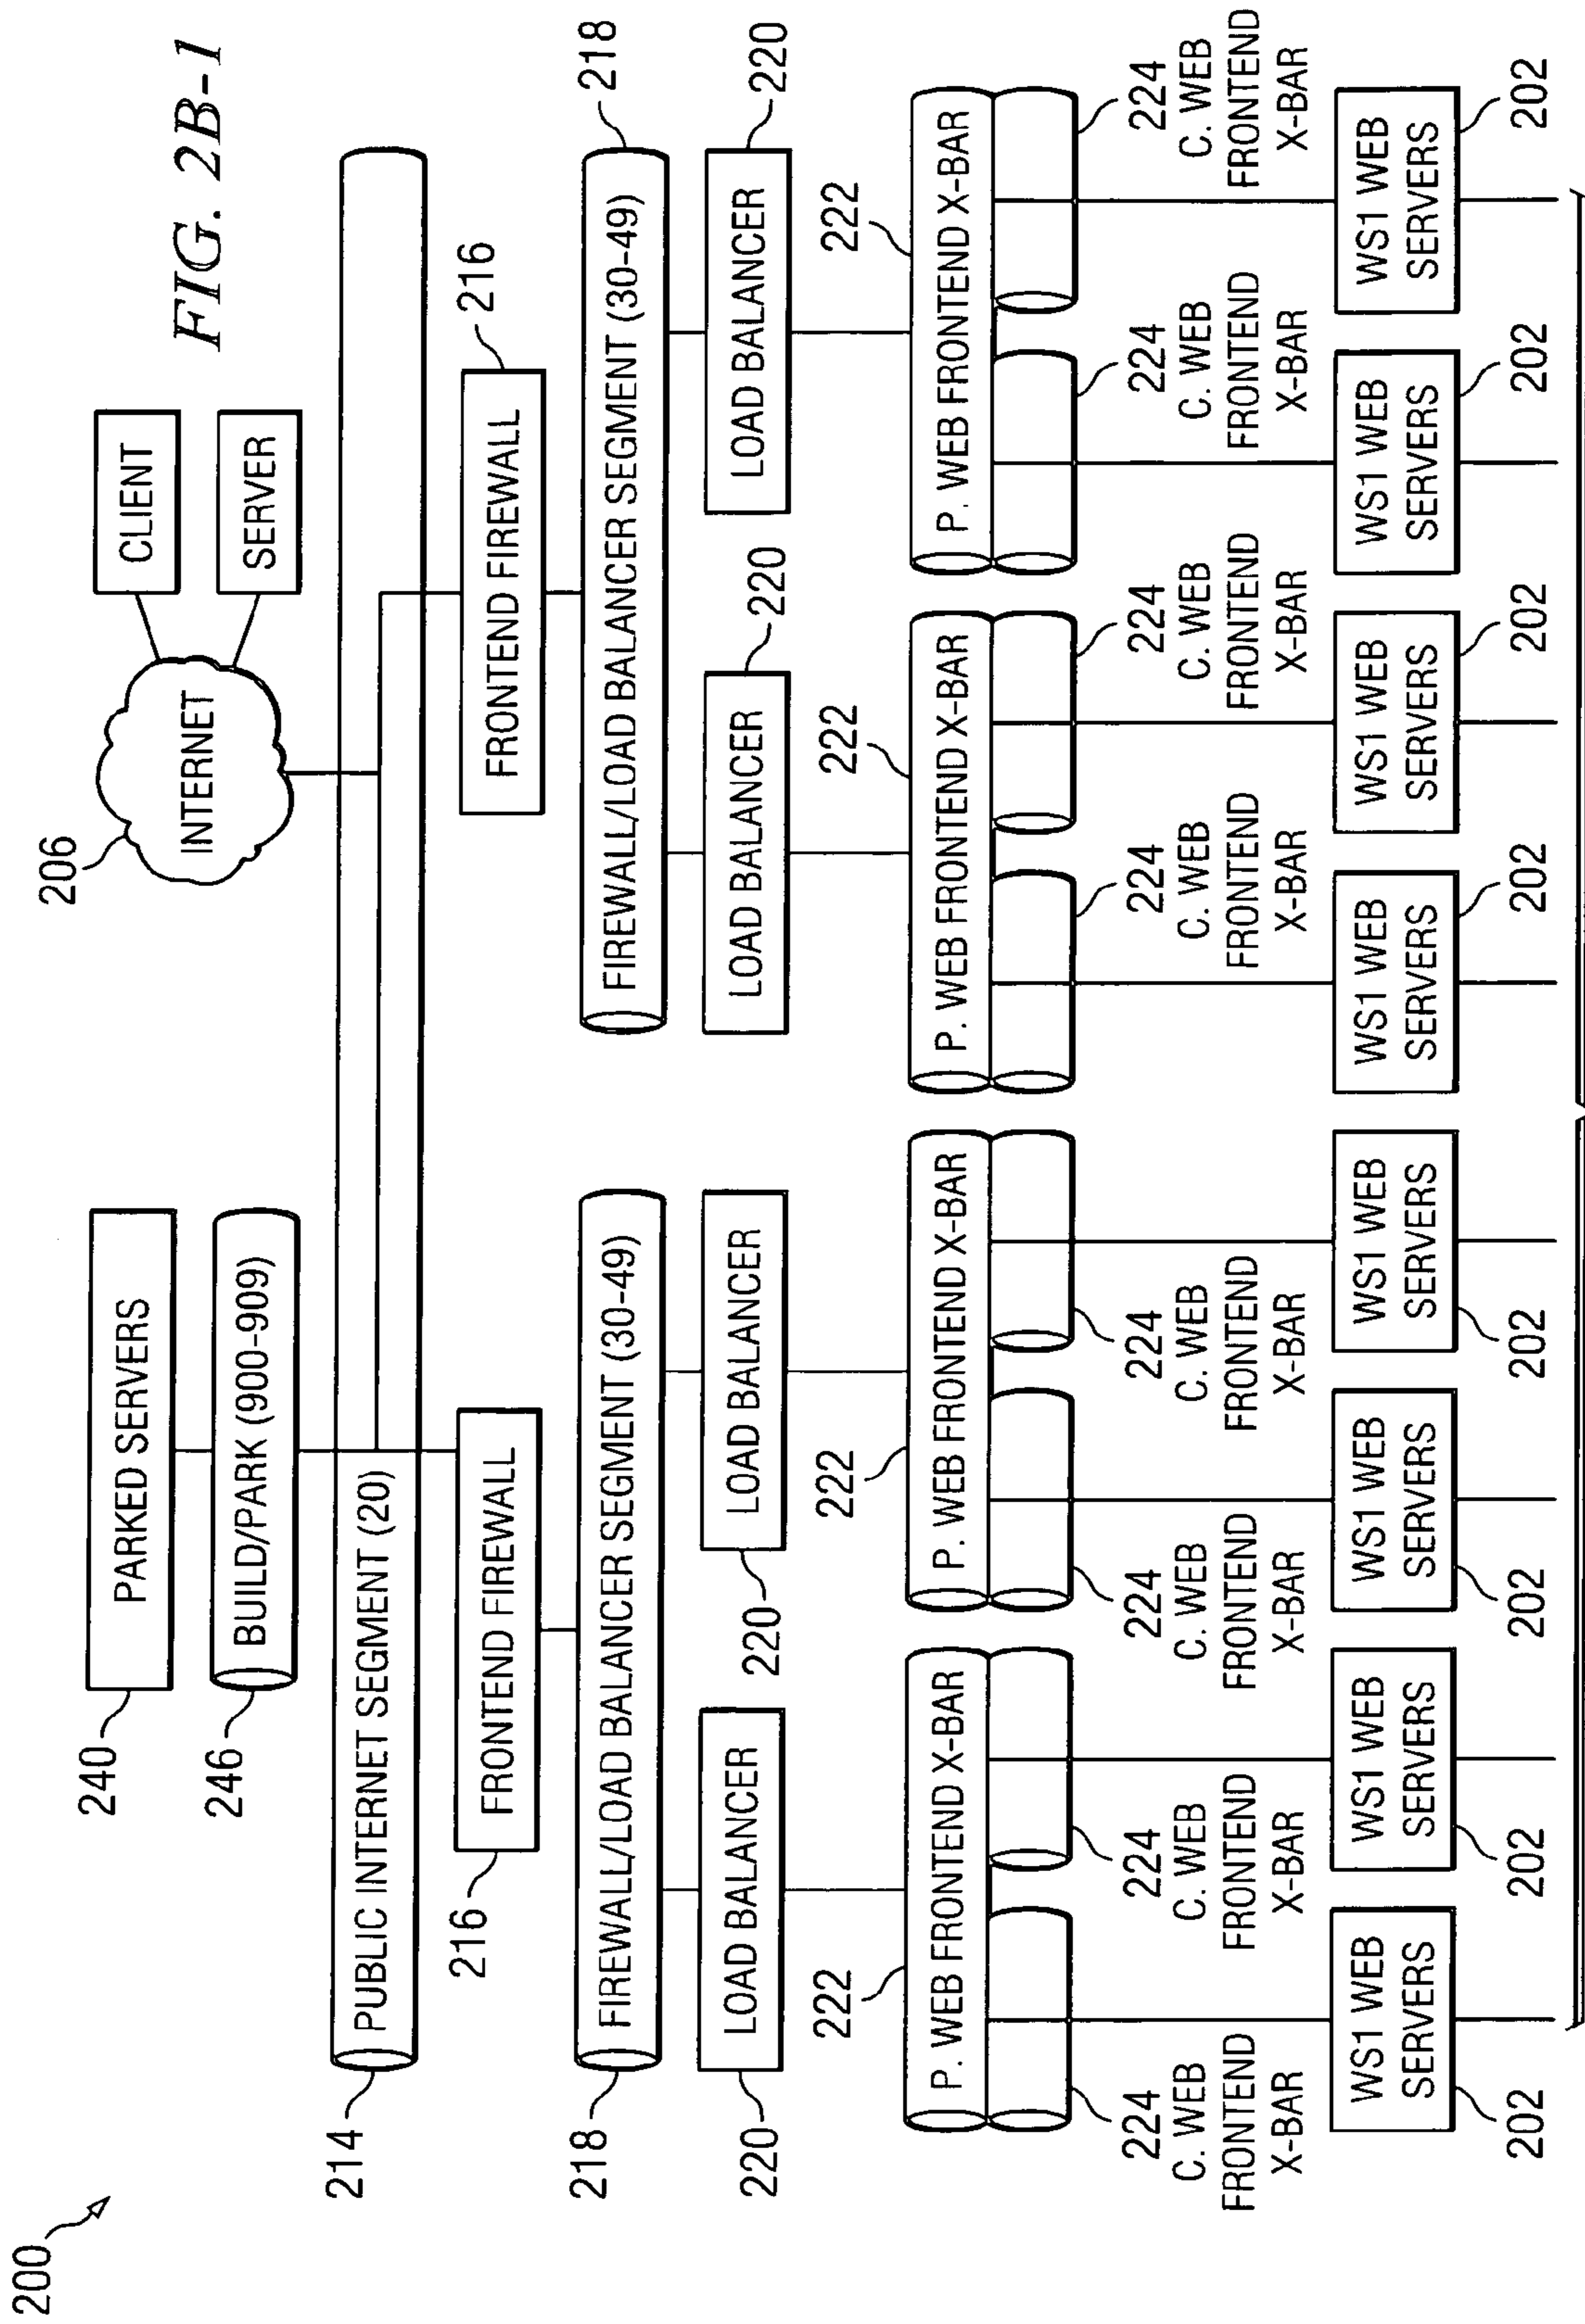 200
FIG. 2B-1
206
INTERNET
CLIENT
SERVER
240
PARKED SERVERS
246
BUILD/PARK (900-909)
214
PUBLIC INTERNET SEGMENT (20)
216
FRONTEND FIREWALL
FRONTEND FIREWALL
216
218
FIREWALL/LOAD BALANCER SEGMENT (30-49)
FIREWALL/LOAD BALANCER SEGMENT (30-49)
218
220
LOAD BALANCER
220
LOAD BALANCER
LOAD BALANCER
220
LOAD BALANCER
220
222
P. WEB FRONTEND X-BAR
222
P. WEB FRONTEND X-BAR
222
P. WEB FRONTEND X-BAR
222
P. WEB FRONTEND X-BAR
224
C. WEB
FRONTEND
X-BAR
224
C. WEB
FRONTEND
X-BAR
224
C. WEB
FRONTEND
X-BAR
224
C. WEB
FRONTEND
X-BAR
224
C. WEB
FRONTEND
X-BAR
224
C. WEB
FRONTEND
X-BAR
224
C. WEB
FRONTEND
X-BAR
224
C. WEB
FRONTEND
X-BAR
WS1 WEB
SERVERS
202
WS1 WEB
SERVERS
202
WS1 WEB
SERVERS
202
WS1 WEB
SERVERS
202
WS1 WEB
SERVERS
202
WS1 WEB
SERVERS
202
WS1 WEB
SERVERS
202
WS1 WEB
SERVERS
202